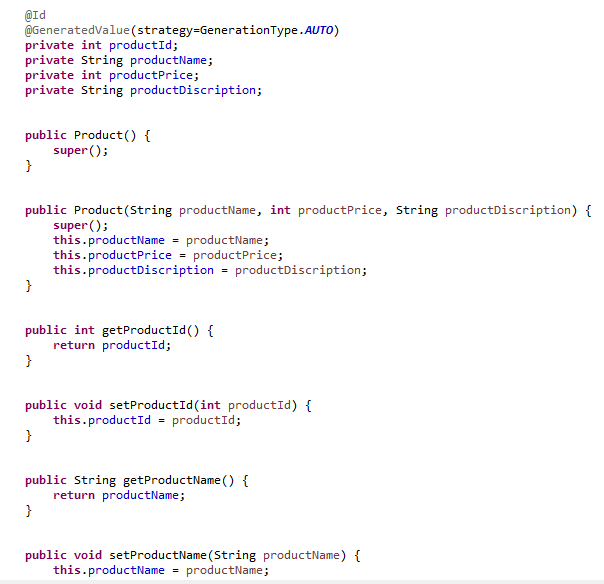 @Id
@GeneratedValue(strategy=GenerationType.AUTO)
private int productId;
private String productName;
private int productPrice;
private String productDiscription;
public Product() {
super();
}
public Product(String productName, int productPrice, String productDiscription) {
super();
this.productName = productName;
this.productPrice = productPrice;
this.productDiscription = productDiscription;
}
public int getProductId() {
return productId;
}
public void setProductId(int productId) {
this.productId = productId;
}
public String getProductName() {
return productName;
}
public void setProductName(String productName) {
this.productName = productName;